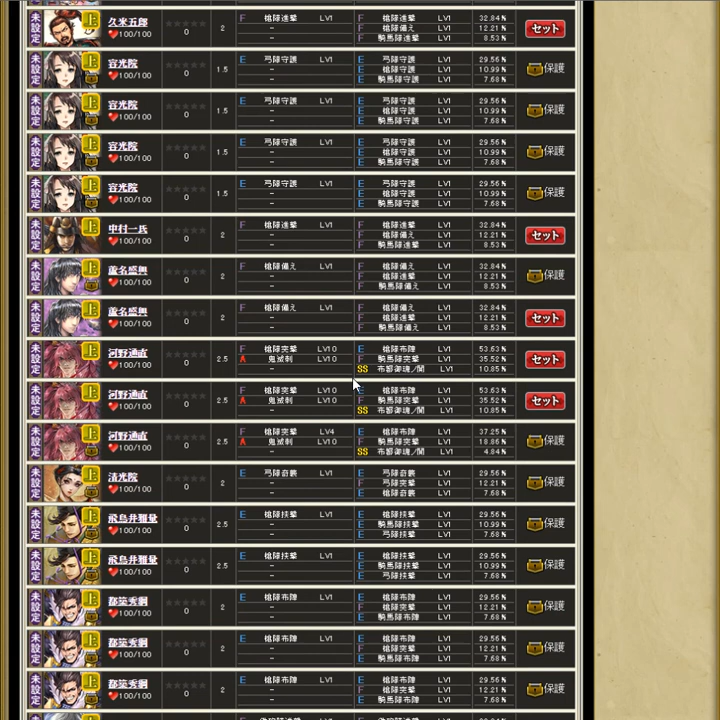 未設定 上 久米五郎 100/100 0 2
F 槍隊進撃 LV1 F 槍隊進撃 LV1 32.84%
- F 槍隊備え LV1 12.21%
- F 騎馬隊進撃 LV1 8.53%
セット
未設定 上 容光院 100/100 0 1.5
E 弓隊守護 LV1 E 弓隊守護 LV1 29.56%
- E 槍隊守護 LV1 10.99%
- E 騎馬隊守護 LV1 7.68%
保護
未設定 上 容光院 100/100 0 1.5
E 弓隊守護 LV1 E 弓隊守護 LV1 29.56%
- E 槍隊守護 LV1 10.99%
- E 騎馬隊守護 LV1 7.68%
保護
未設定 上 容光院 100/100 0 1.5
E 弓隊守護 LV1 E 弓隊守護 LV1 29.56%
- E 槍隊守護 LV1 10.99%
- E 騎馬隊守護 LV1 7.68%
保護
未設定 上 容光院 100/100 0 1.5
E 弓隊守護 LV1 E 弓隊守護 LV1 29.56%
- E 槍隊守護 LV1 10.99%
- E 騎馬隊守護 LV1 7.68%
保護
未設定 上 中村一氏 100/100 0 2
F 槍隊進撃 LV1 F 槍隊進撃 LV1 32.84%
- F 槍隊備え LV1 12.21%
- F 騎馬隊進撃 LV1 8.53%
セット
未設定 上 蘆名盛興 100/100 0 2
F 槍隊備え LV1 F 槍隊備え LV1 32.84%
- F 槍隊進撃 LV1 12.21%
- F 騎馬隊備え LV1 8.53%
保護
未設定 上 蘆名盛興 100/100 0 2
F 槍隊備え LV1 F 槍隊備え LV1 32.84%
- F 槍隊進撃 LV1 12.21%
- F 騎馬隊備え LV1 8.53%
セット
未設定 上 河野通直 100/100 0 2.5
F 槍隊突撃 LV10 E 槍隊布陣 LV1 53.63%
A 鬼滅刺 LV10 F 騎馬隊突撃 LV1 35.52%
- SS 布都御魂ノ閃 LV1 10.85%
セット
未設定 上 河野通直 100/100 0 2.5
F 槍隊突撃 LV10 E 槍隊布陣 LV1 53.63%
A 鬼滅刺 LV10 F 騎馬隊突撃 LV1 35.52%
- SS 布都御魂ノ閃 LV1 10.85%
セット
未設定 上 河野通直 100/100 0 2.5
F 槍隊突撃 LV4 E 槍隊布陣 LV1 37.25%
A 鬼滅刺 LV10 F 騎馬隊突撃 LV1 18.86%
- SS 布都御魂ノ閃 LV1 4.84%
保護
未設定 上 清光院 100/100 0 2
E 弓隊奇襲 LV1 E 弓隊奇襲 LV1 29.56%
- F 弓隊突撃 LV1 12.21%
- E 槍隊奇襲 LV1 7.68%
保護
未設定 上 飛鳥井雅量 100/100 0 2.5
E 槍隊挟撃 LV1 E 槍隊挟撃 LV1 29.56%
- E 騎馬隊挟撃 LV1 10.99%
- E 弓隊挟撃 LV1 7.68%
保護
未設定 上 飛鳥井雅量 100/100 0 2.5
E 槍隊挟撃 LV1 E 槍隊挟撃 LV1 29.56%
- E 騎馬隊挟撃 LV1 10.99%
- E 弓隊挟撃 LV1 7.68%
保護
未設定 上 都築秀綱 100/100 0 2
E 槍隊布陣 LV1 E 槍隊布陣 LV1 29.56%
- F 槍隊突撃 LV1 12.21%
- E 騎馬隊布陣 LV1 7.68%
保護
未設定 上 都築秀綱 100/100 0 2
E 槍隊布陣 LV1 E 槍隊布陣 LV1 29.56%
- F 槍隊突撃 LV1 12.21%
- E 騎馬隊布陣 LV1 7.68%
保護
未設定 上 都築秀綱 100/100 0 2
E 槍隊布陣 LV1 E 槍隊布陣 LV1 29.56%
- F 槍隊突撃 LV1 12.21%
- E 騎馬隊布陣 LV1 7.68%
保護